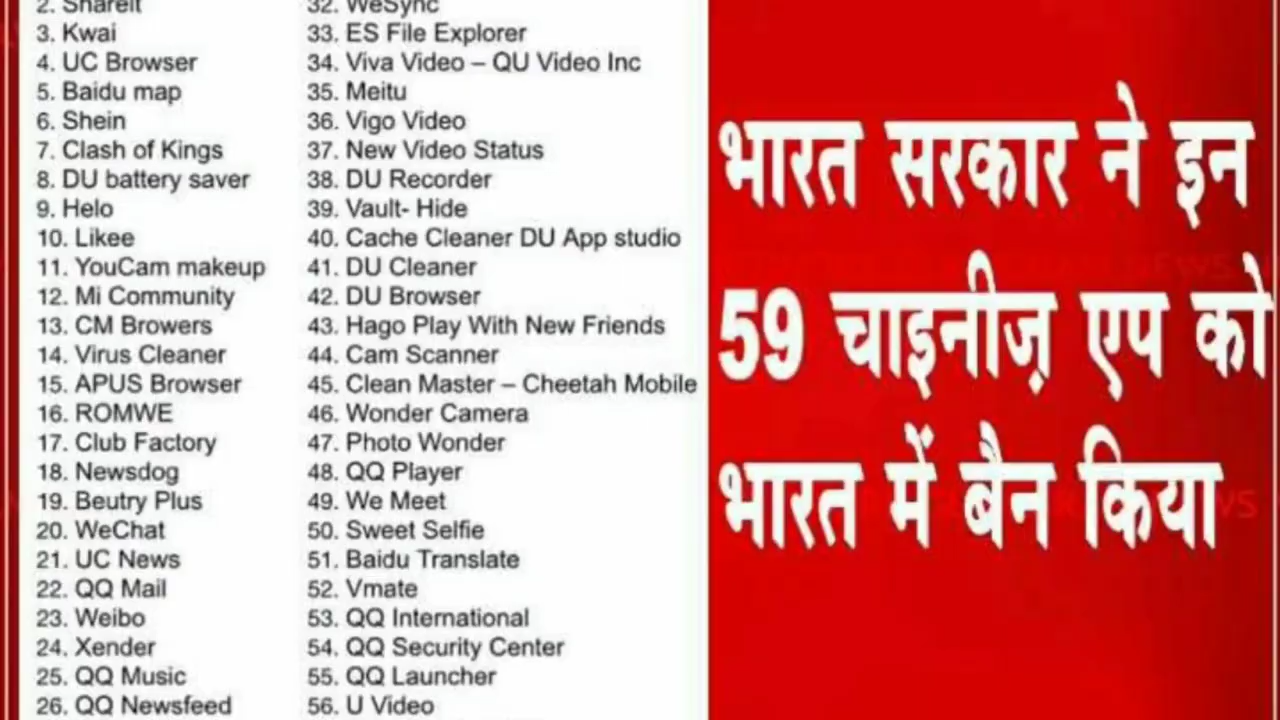 2. Shareit
3. Kwai
4. UC Browser
5. Baidu map
6. Shein
7. Clash of Kings
8. DU battery saver
9. Helo
10. Likee
11. YouCam makeup
12. Mi Community
13. CM Browers
14. Virus Cleaner
15. APUS Browser
16. ROMWE
17. Club Factory
18. Newsdog
19. Beutry Plus
20. WeChat
21. UC News
22. QQ Mail
23. Weibo
24. Xender
25. QQ Music
26. QQ Newsfeed
32. WeSync
33. ES File Explorer
34. Viva Video – QU Video Inc
35. Meitu
36. Vigo Video
37. New Video Status
38. DU Recorder
39. Vault- Hide
40. Cache Cleaner DU App studio
41. DU Cleaner
42. DU Browser
43. Hago Play With New Friends
44. Cam Scanner
45. Clean Master – Cheetah Mobile
46. Wonder Camera
47. Photo Wonder
48. QQ Player
49. We Meet
50. Sweet Selfie
51. Baidu Translate
52. Vmate
53. QQ International
54. QQ Security Center
55. QQ Launcher
56. U Video
भारत सरकार ने इन
59 चाइनीज़ एप को
भारत में बैन किया